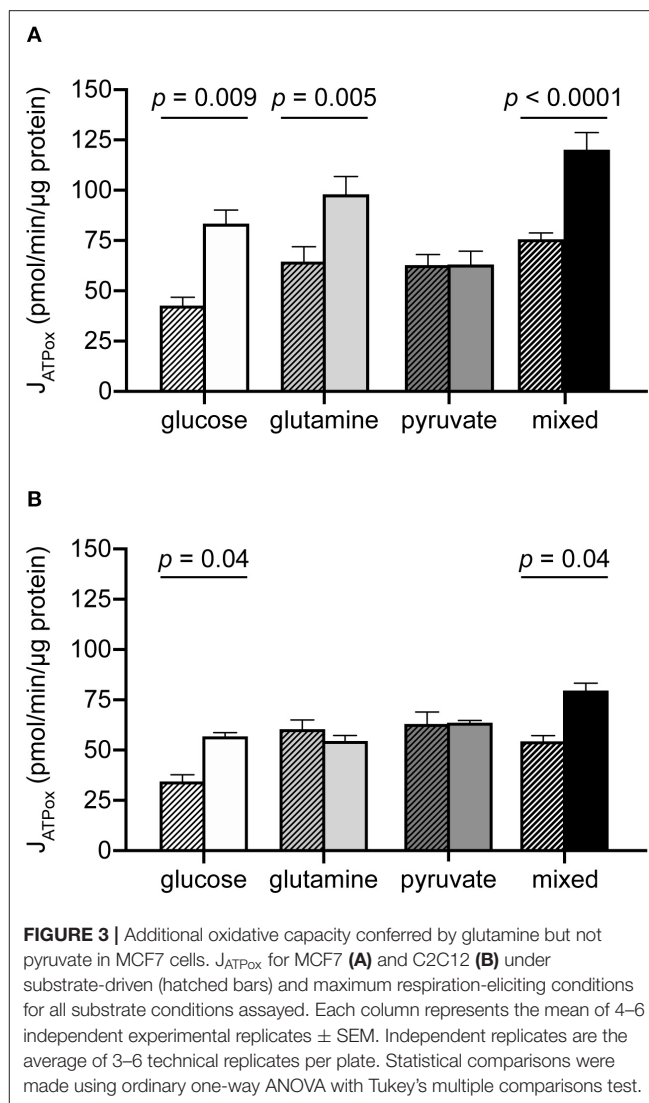 A
J_ATPox (pmol/min/µg protein)
150
125
100
75
50
25
0
p = 0.009
p = 0.005
p < 0.0001
glucose glutamine pyruvate mixed
B
J_ATPox (pmol/min/µg protein)
150
125
100
75
50
25
0
p = 0.04
p = 0.04
glucose glutamine pyruvate mixed
FIGURE 3 | Additional oxidative capacity conferred by glutamine but not
pyruvate in MCF7 cells. J_ATPox for MCF7 (A) and C2C12 (B) under
substrate-driven (hatched bars) and maximum respiration-eliciting conditions
for all substrate conditions assayed. Each column represents the mean of 4–6
independent experimental replicates ± SEM. Independent replicates are the
average of 3–6 technical replicates per plate. Statistical comparisons were
made using ordinary one-way ANOVA with Tukey's multiple comparisons test.